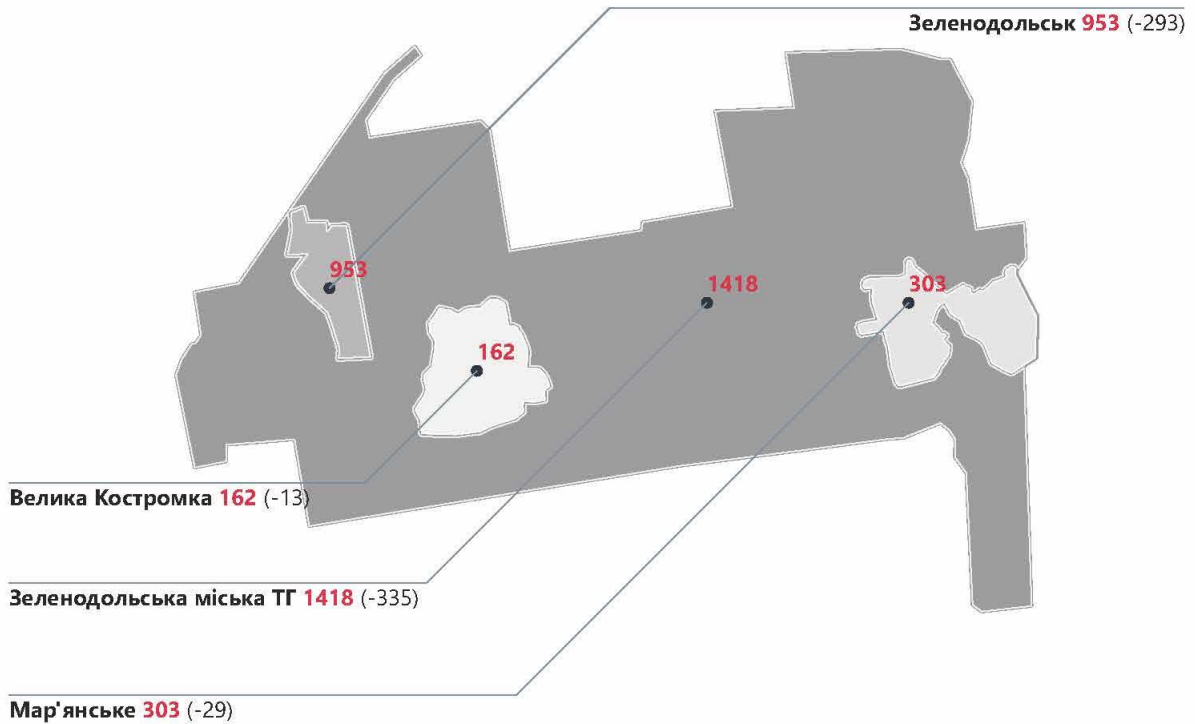 Зеленодольськ 953 (-293)
953
1418
303
162
Велика Костромка 162 (-13)
Зеленодольська міська ТГ 1418 (-335)
Мар'янське 303 (-29)